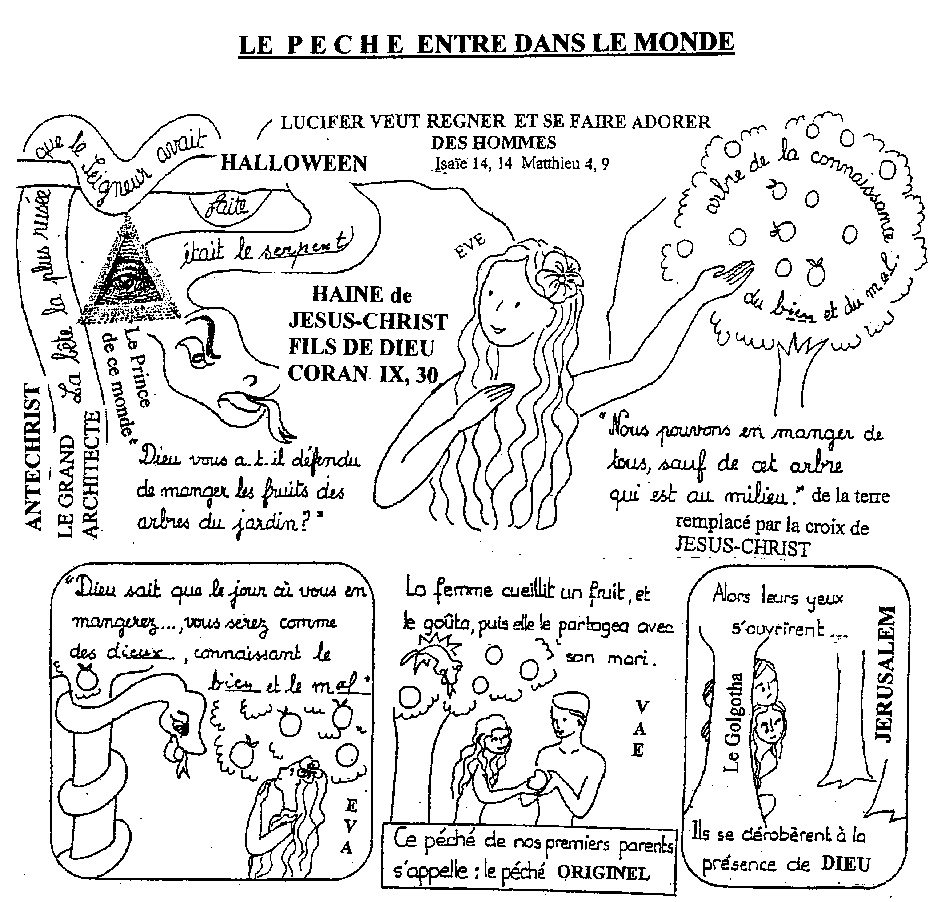 LE P E C H E ENTRE DANS LE MONDE
LUCIFER VEUT REGNER ET SE FAIRE ADORER
DES HOMMES
Isaïe 14, 14 Matthieu 4, 9
HALLOWEEN
La bête la plus rusée
que le Seigneur avait
faite
était le serpent
ANTECHRIST
LE GRAND
ARCHITECTE
Le Prince
de ce monde"
HAINE de
JESUS-CHRIST
FILS DE DIEU
CORAN IX, 30
EVE
arbre de la connaissance
du bien et du mal.
Dieu vous a.t.il défendu
de manger les fruits des
arbres du jardin?"
"Nous pouvons en manger de
tous, sauf de cet arbre
qui est au milieu." de la terre
remplacé par la croix de
JESUS-CHRIST
"Dieu sait que le jour où vous en
mangerez..., vous serez comme
des dieux..., connaissant le
bien et le mal"
EVA
La femme cueillit un fruit, et
le goûta, puis elle le partagea avec
son mari.
VAE
Ce péché de nos premiers parents
s'appelle : le péché ORIGINEL
Alors leurs yeux
s'ouvrirent...
Le Golgotha
JERUSALEM
Ils se dérobèrent à la
présence de DIEU